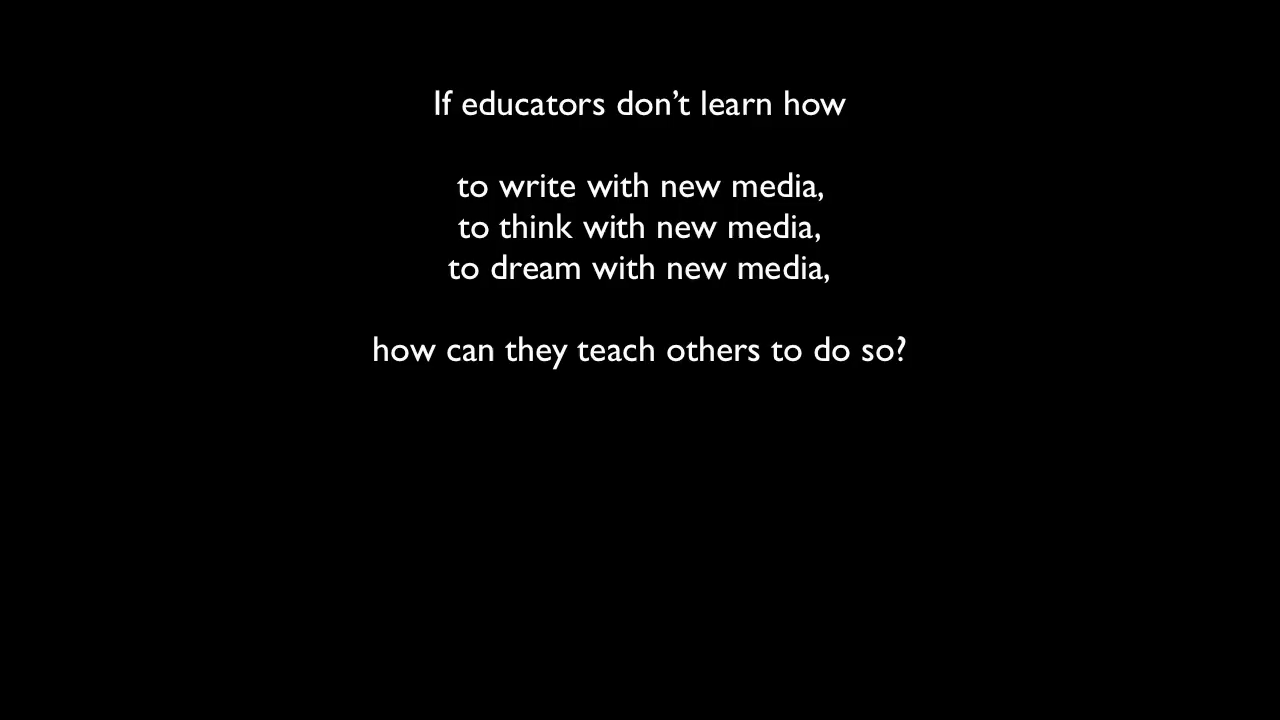 If educators don’t learn how
to write with new media,
to think with new media,
to dream with new media,
how can they teach others to do so?